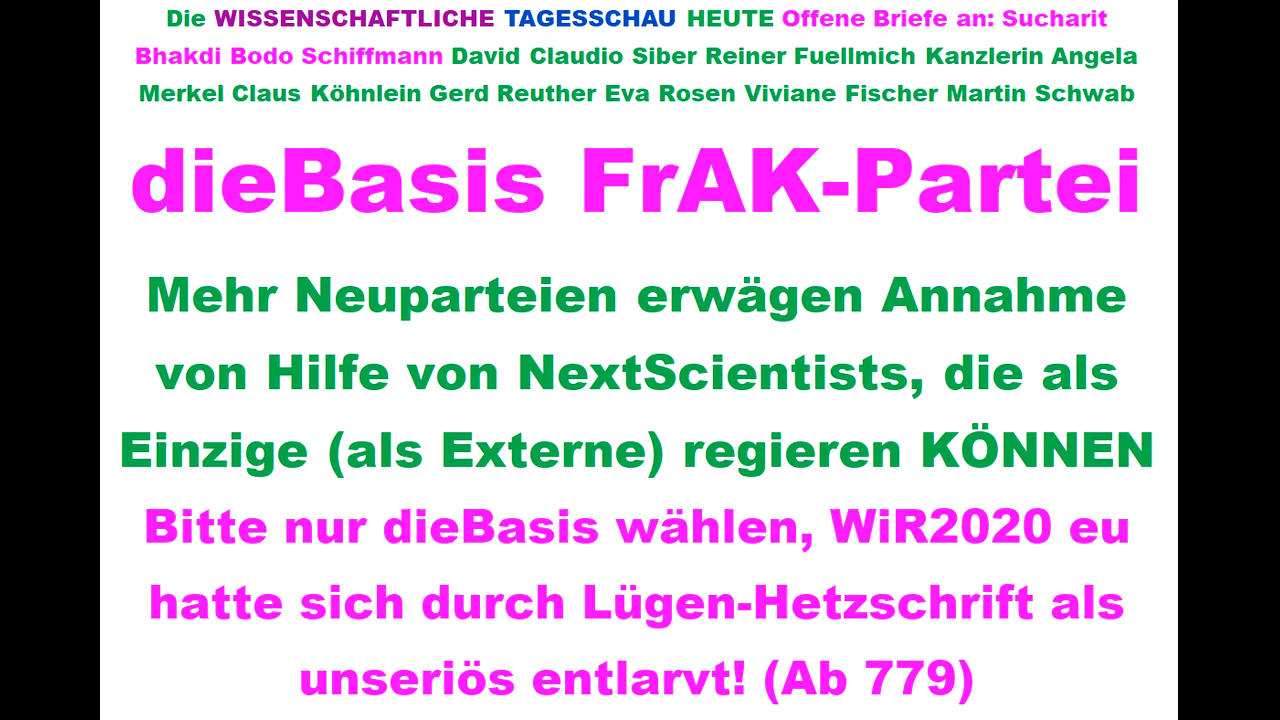 Die WISSENSCHAFTLICHE TAGESSCHAU HEUTE Offene Briefe an: Sucharit
Bhakdi Bodo Schiffmann David Claudio Siber Reiner Fuellmich Kanzlerin Angela
Merkel Claus Köhnlein Gerd Reuther Eva Rosen Viviane Fischer Martin Schwab
dieBasis FrAK-Partei
Mehr Neuparteien erwägen Annahme
von Hilfe von NextScientists, die als
Einzige (als Externe) regieren KÖNNEN
Bitte nur dieBasis wählen, WiR2020 eu
hatte sich durch Lügen-Hetzschrift als
unseriös entlarvt! (Ab 779)